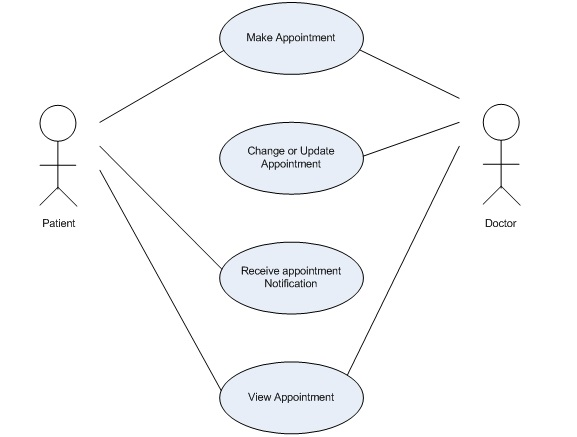 Make Appointment
Change or Update
Appointment
Patient
Doctor
Receive appointment
Notification
View Appointment